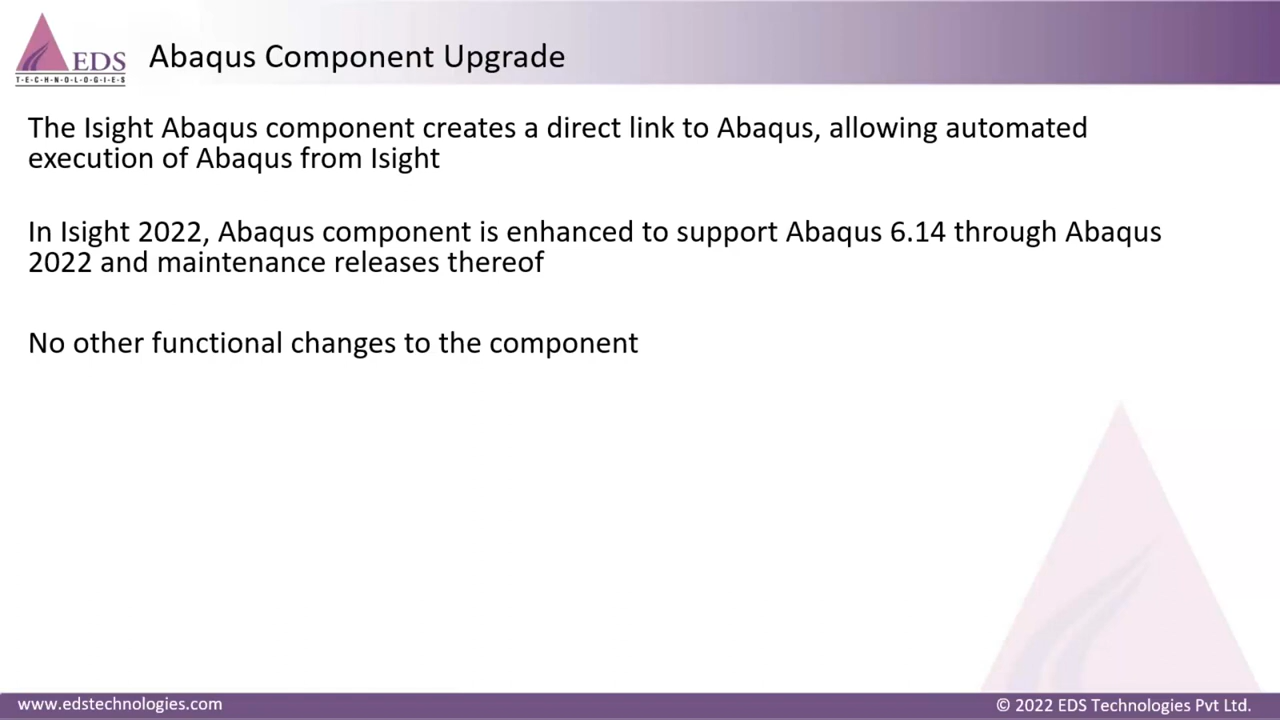 EDS
T·E·C·H·N·O·L·O·G·I·E·S
Abaqus Component Upgrade
The Isight Abaqus component creates a direct link to Abaqus, allowing automated
execution of Abaqus from Isight
In Isight 2022, Abaqus component is enhanced to support Abaqus 6.14 through Abaqus
2022 and maintenance releases thereof
No other functional changes to the component
www.edstechnologies.com
© 2022 EDS Technologies Pvt Ltd.